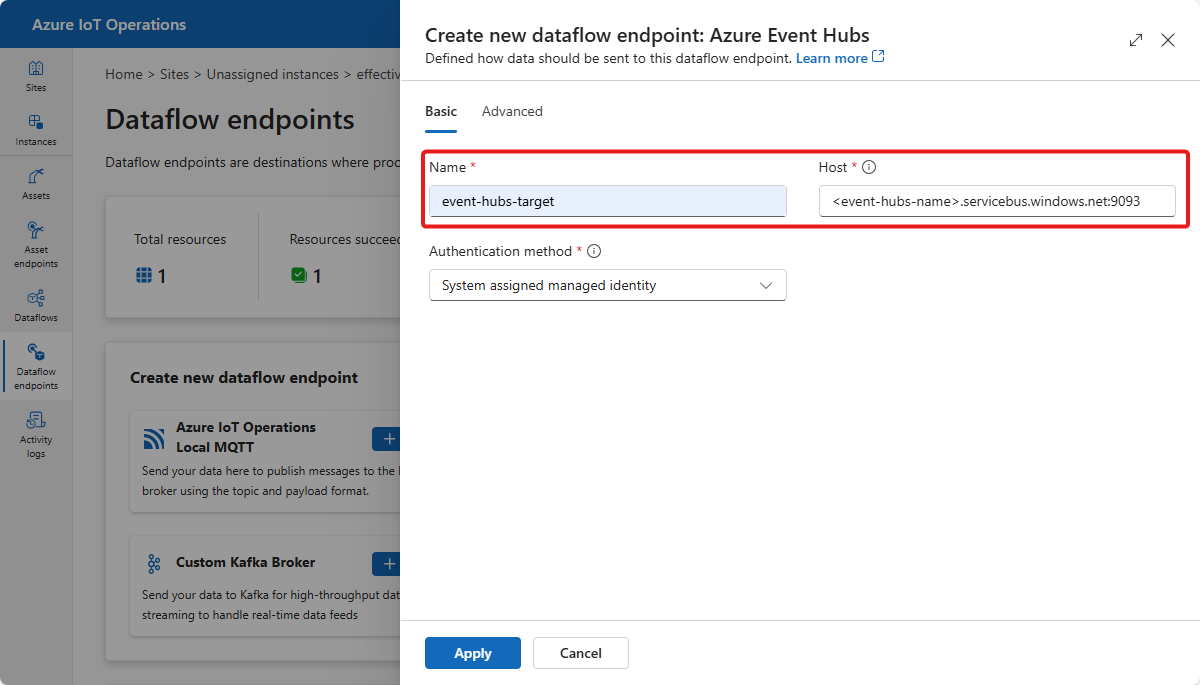 Azure IoT Operations
Sites
Instances
Assets
Asset
endpoints
Dataflows
Dataflow
endpoints
Activity
logs
Home > Sites > Unassigned instances >
Dataflow endpoints
Dataflow endpoints are destinations where
Total resources
1
Resources
1
Create new dataflow endpoint
Azure IoT Operations
Local MQTT
Send your data here to publish messages to the
broker using the topic and payload format.
Custom Kafka Broker
Send your data to Kafka for high-throughput
streaming to handle real-time data feeds
Create new dataflow endpoint: Azure Event Hubs
Defined how data should be sent to this dataflow endpoint. Learn more
Basic Advanced
Name * Host *
event-hubs-target <event-hubs-name>.servicebus.windows.net:9093
Authentication method *
System assigned managed identity
Apply Cancel